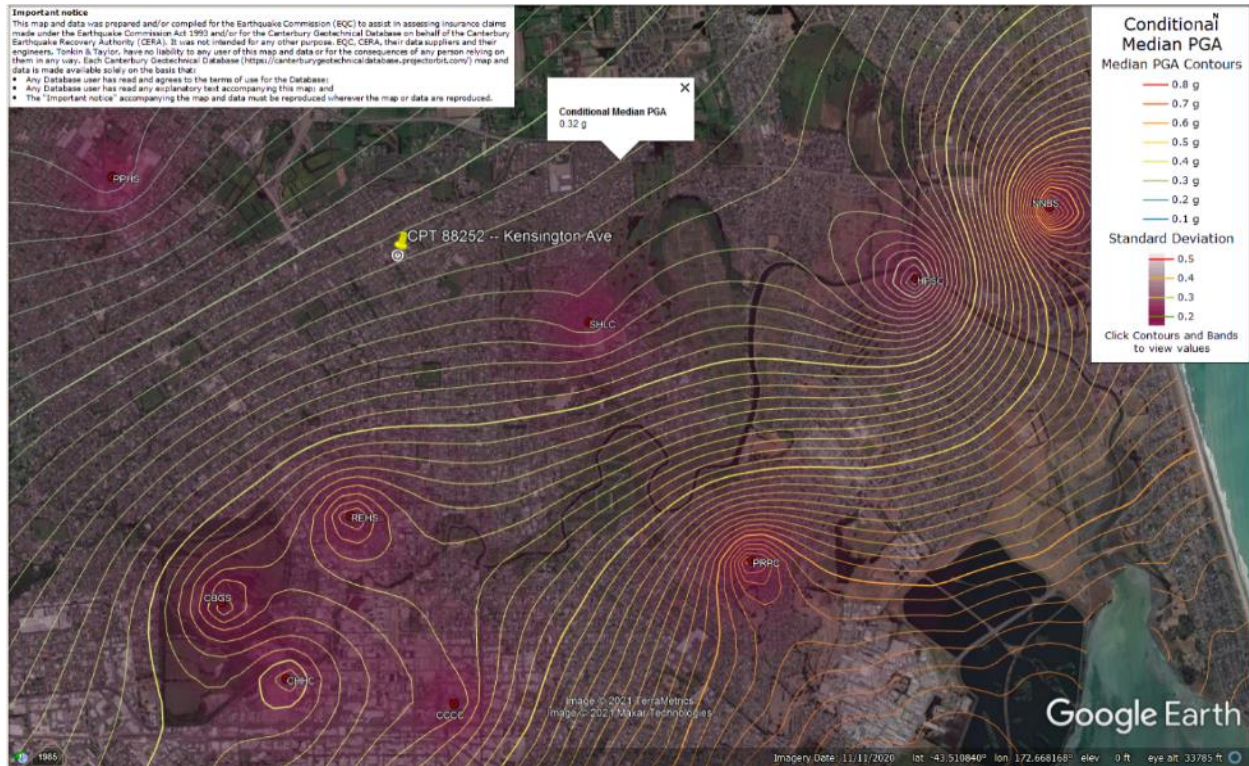 Important notice
This map and data was prepared and/or compiled for the Earthquake Commission (EQC) to assist in assessing insurance claims
made under the Earthquake Commission Act 1993 and/or for the Canterbury Geotechnical Database on behalf of the Canterbury
Earthquake Recovery Authority (CERA). It was not intended for any other purpose. EQC, CERA, their data suppliers and their
engineers, Tonkin & Taylor, have no liability to any user of this map and data or for the consequences of any person relying on
them in any way. Each Canterbury Geotechnical Database (https://canterburygeotechnicaldatabase.projectorbit.com/) map and
data is made available solely on the basis that:
• Any Database user has read and agrees to the terms of use for the Database;
• Any Database user has read any explanatory text accompanying this map; and
• The "Important notice" accompanying the map and data must be reproduced wherever the map or data are reproduced.
Conditional Median PGA
0.32 g
N
Conditional
Median PGA
Median PGA Contours
0.8 g
0.7 g
0.6 g
0.5 g
0.4 g
0.3 g
0.2 g
0.1 g
Standard Deviation
0.5
0.4
0.3
0.2
Click Contours and Bands
to view values
PPHS
CPT 88252 -- Kensington Ave
NNBS
HPSC
SHLC
REHS
PRPC
CBGS
CHHC
CCCC
Image © 2021 TerraMetrics
Image © 2021 Maxar Technologies
Google Earth
1985
Imagery Date: 11/11/2020 lat -43.510840° lon 172.668168° elev 0 ft eye alt 33785 ft